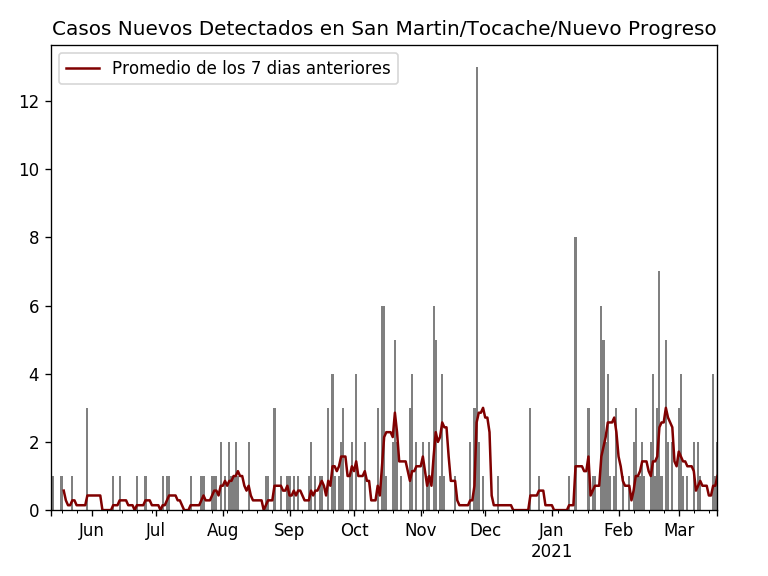 Casos Nuevos Detectados en San Martin/Tocache/Nuevo Progreso
Promedio de los 7 dias anteriores
12
10
8
6
4
2
0
Jun Jul Aug Sep Oct Nov Dec Jan Feb Mar
2021